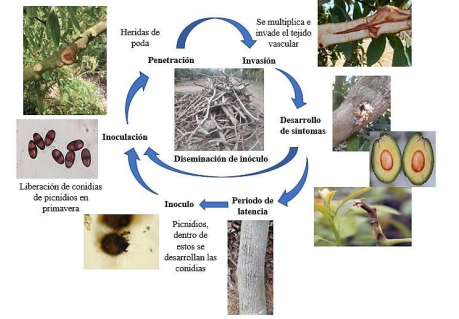 Heridas de
poda
Se multiplica e
invade el tejido
vascular
Penetración
Invasión
Desarrollo
de síntomas
Inoculación
Diseminación de inóculo
Liberación de conidias
de picnidios en
primavera
Inoculo
Periodo de
latencia
Picnidios,
dentro de
estos se
desarrollan las
conidias